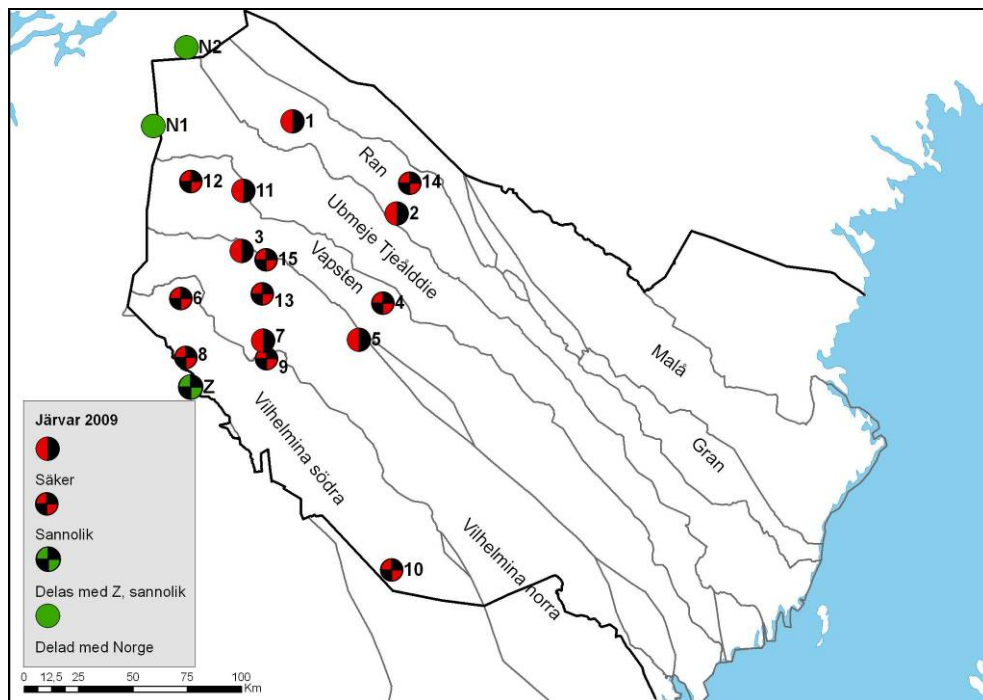 N2
N1
1
Ran
14
12
11
2
Ubmeje Tjeälddie
3
15
Vapsten
6
13
4
7
5
8
9
Z
Malå
Vilhelmina södra
Gran
Vilhelmina norra
10
Järvar 2009
Säker
Sannolik
Delas med Z, sannolik
Delad med Norge
0 12,5 25 50 75 100
Km